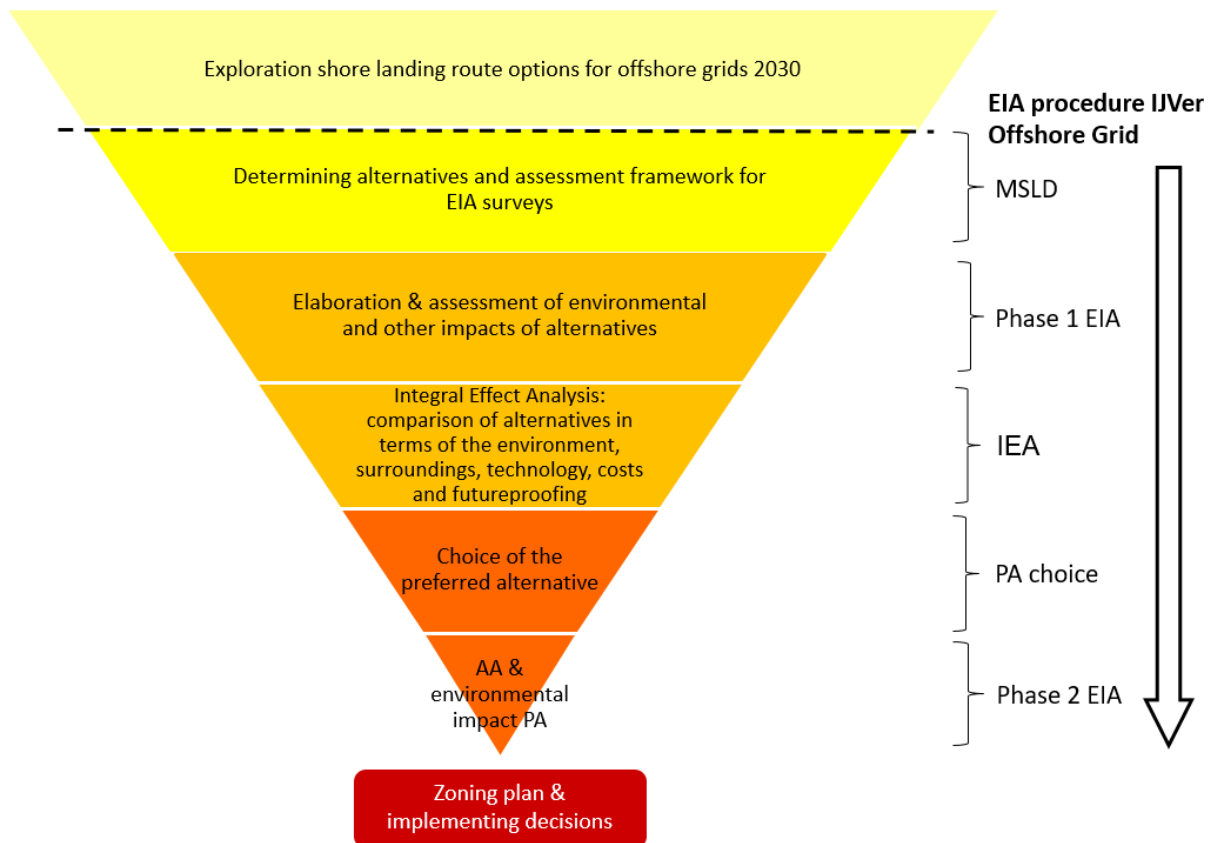 Exploration shore landing route options for offshore grids 2030
EIA procedure IJVer
Offshore Grid
Determining alternatives and assessment framework for
EIA surveys
MSLD
Elaboration & assessment of environmental
and other impacts of alternatives
Phase 1 EIA
Integral Effect Analysis:
comparison of alternatives in
terms of the environment,
surroundings, technology, costs
and futureproofing
IEA
Choice of the
preferred alternative
PA choice
AA &
environmental
impact PA
Phase 2 EIA
Zoning plan &
implementing decisions